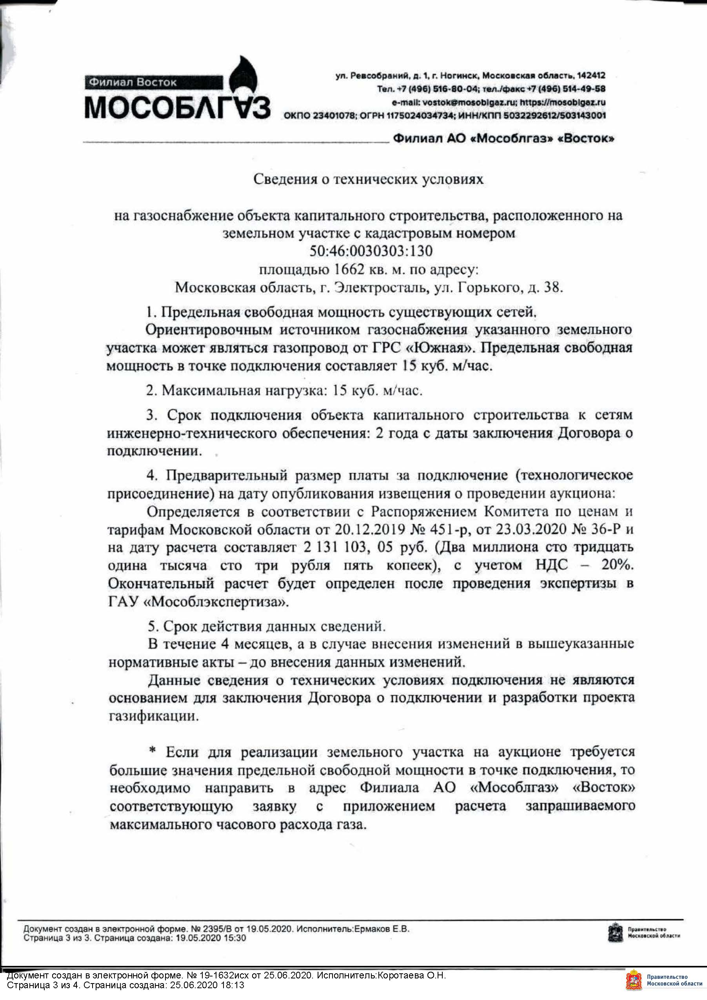 Филиал Восток
МОСОБЛГАЗ
ул. Ревсобраний, д. 1, г. Ногинск, Московская область, 142412
Тел. +7 (496) 516-80-04; тел./факс +7 (496) 514-49-58
e-mail: vostok@mosoblgaz.ru; https://mosoblgaz.ru
ОКПО 23401078; ОГРН 1175024034734; ИНН/КПП 5032292612/503143001
Филиал АО «Мособлгаз» «Восток»
Сведения о технических условиях
на газоснабжение объекта капитального строительства, расположенного на
земельном участке с кадастровым номером
50:46:0030303:130
площадью 1662 кв. м. по адресу:
Московская область, г. Электросталь, ул. Горького, д. 38.
1. Предельная свободная мощность существующих сетей.
Ориентировочным источником газоснабжения указанного земельного
участка может являться газопровод от ГРС «Южная». Предельная свободная
мощность в точке подключения составляет 15 куб. м/час.
2. Максимальная нагрузка: 15 куб. м/час.
3. Срок подключения объекта капитального строительства к сетям
инженерно-технического обеспечения: 2 года с даты заключения Договора о
подключении.
4. Предварительный размер платы за подключение (технологическое
присоединение) на дату опубликования извещения о проведении аукциона:
Определяется в соответствии с Распоряжением Комитета по ценам и
тарифам Московской области от 20.12.2019 № 451-р, от 23.03.2020 № 36-Р и
на дату расчета составляет 2 131 103, 05 руб. (Два миллиона сто тридцать
одина тысяча сто три рубля пять копеек), с учетом НДС – 20%.
Окончательный расчет будет определен после проведения экспертизы в
ГАУ «Мособлэкспертиза».
5. Срок действия данных сведений.
В течение 4 месяцев, а в случае внесения изменений в вышеуказанные
нормативные акты – до внесения данных изменений.
Данные сведения о технических условиях подключения не являются
основанием для заключения Договора о подключении и разработки проекта
газификации.
* Если для реализации земельного участка на аукционе требуется
большие значения предельной свободной мощности в точке подключения, то
необходимо направить в адрес Филиала АО «Мособлгаз» «Восток»
соответствующую заявку с приложением расчета запрашиваемого
максимального часового расхода газа.
Документ создан в электронной форме. № 2395/В от 19.05.2020. Исполнитель:Ермаков Е.В.
Страница 3 из 3. Страница создана: 19.05.2020 15:30
Правительство
Московской области
Документ создан в электронной форме. № 19-1632исх от 25.06.2020. Исполнитель:Коротаева О.Н.
Страница 3 из 4. Страница создана: 25.06.2020 18:13
Правительство
Московской области